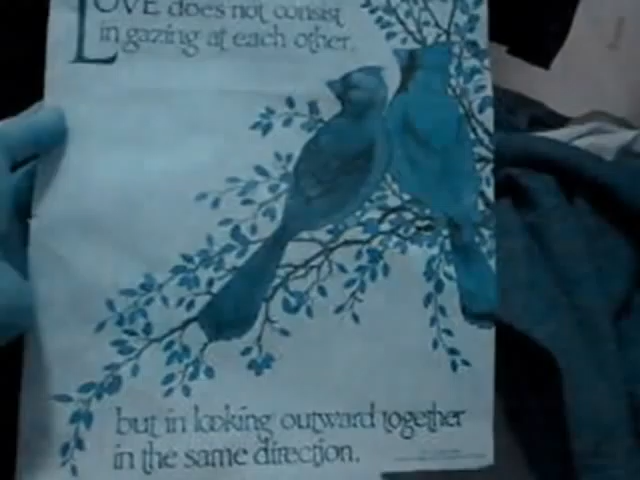 LOVE does not consist
in gazing at each other,
but in looking outward together
in the same direction.